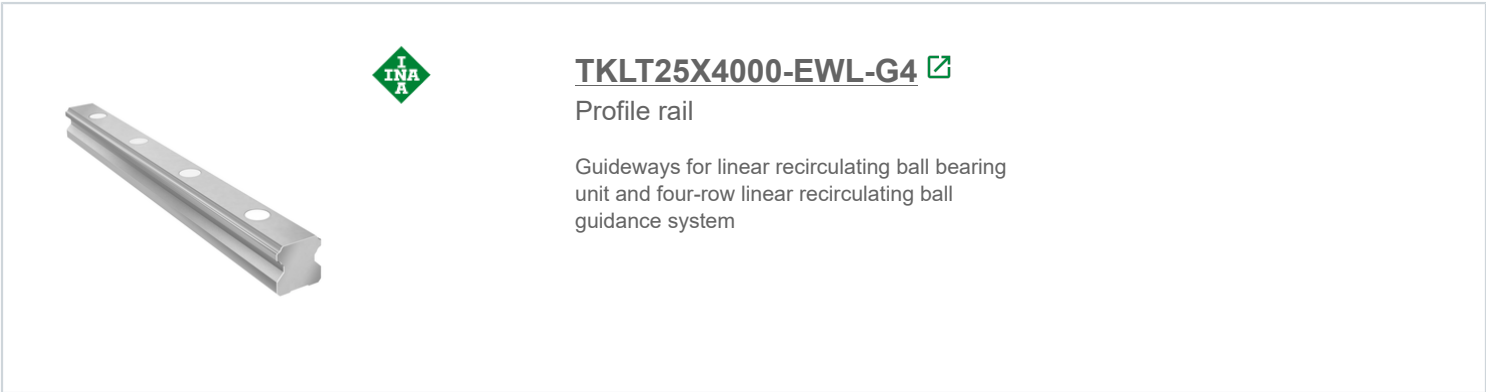 I
INA
A
TKLT25X4000-EWL-G4
Profile rail
Guideways for linear recirculating ball bearing
unit and four-row linear recirculating ball
guidance system